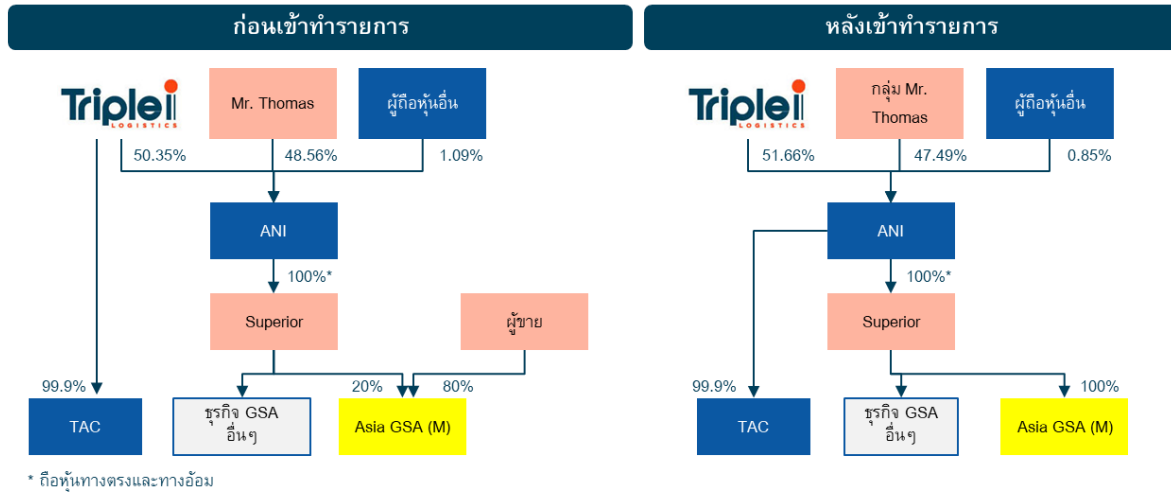 ก่อนเข้าทำรายการ
Triplei
LOGISTICS
Mr. Thomas
ผู้ถือหุ้นอื่น
50.35%
48.56%
1.09%
ANI
100%*
Superior
ผู้ขาย
99.9%
20%
80%
TAC
ธุรกิจ GSA
อื่นๆ
Asia GSA (M)
* ถือหุ้นทางตรงและทางอ้อม
หลังเข้าทำรายการ
Triplei
LOGISTICS
กลุ่ม Mr.
Thomas
ผู้ถือหุ้นอื่น
51.66%
47.49%
0.85%
ANI
100%*
Superior
99.9%
100%
TAC
ธุรกิจ GSA
อื่นๆ
Asia GSA (M)